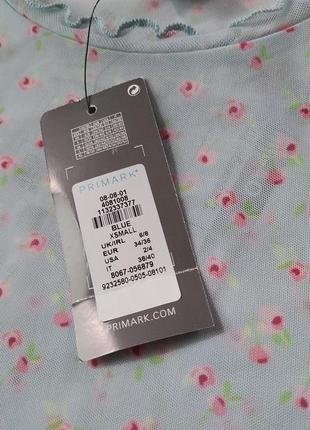 PRIMARK
08-08-01
4081008
1132337377
BLUE
XSMALL
UK/IRL 6/8
EUR 34/36
USA 2/4
IT 38/40
8067-056879
9232580-0505-08101
PRIMARK.COM